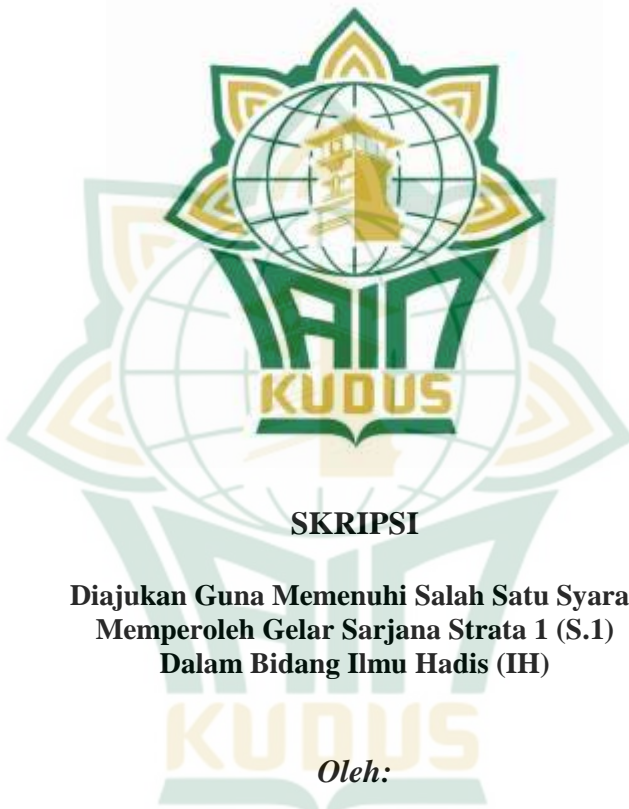 IAIN
KUDUS
SKRIPSI
Diajukan Guna Memenuhi Salah Satu Syara
Memperoleh Gelar Sarjana Strata 1 (S.1)
Dalam Bidang Ilmu Hadis (IH)
KUDUS
Oleh: